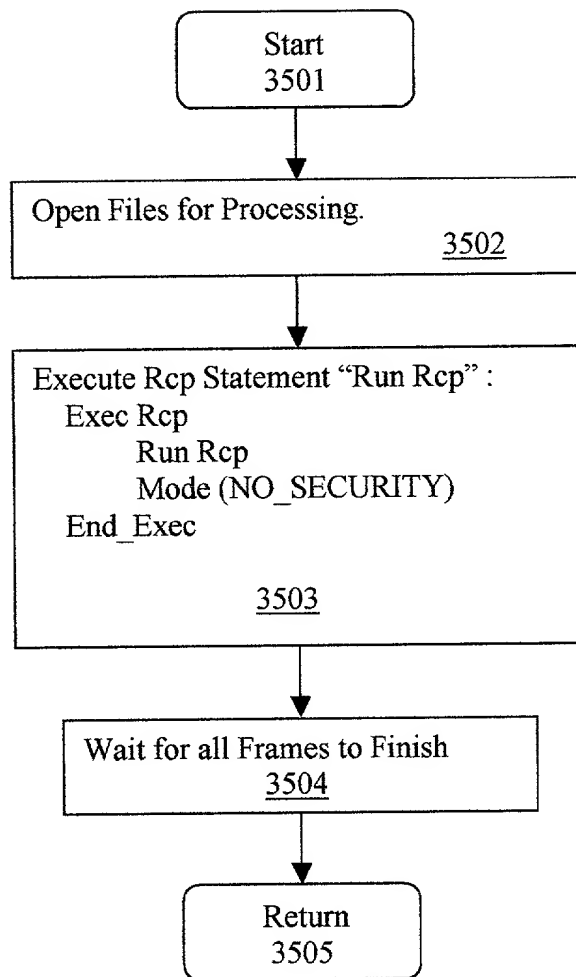 Start
3501
Open Files for Processing.
3502
Execute Rcp Statement “Run Rcp” :
Exec Rcp
Run Rcp
Mode (NO_SECURITY)
End_Exec
3503
Wait for all Frames to Finish
3504
Return
3505